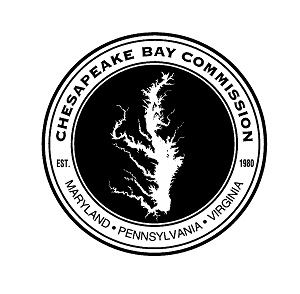 CHESAPEAKE BAY COMMISSION
EST. 1980
MARYLAND • PENNSYLVANIA • VIRGINIA